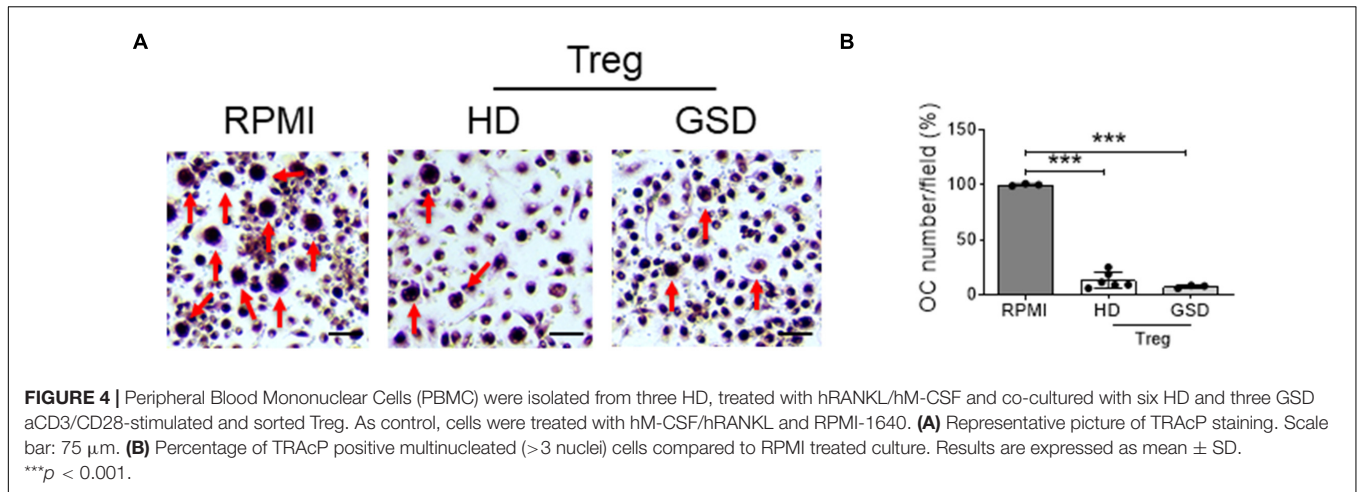 A
Treg
RPMI
HD
GSD
B
OC number/field (%)
150
100
50
0
***
***
RPMI
HD
GSD
Treg
FIGURE 4 | Peripheral Blood Mononuclear Cells (PBMC) were isolated from three HD, treated with hRANKL/hM-CSF and co-cultured with six HD and three GSD
aCD3/CD28-stimulated and sorted Treg. As control, cells were treated with hM-CSF/hRANKL and RPMI-1640. (A) Representative picture of TRAcP staining. Scale
bar: 75 μm. (B) Percentage of TRAcP positive multinucleated (>3 nuclei) cells compared to RPMI treated culture. Results are expressed as mean ± SD.
***p < 0.001.